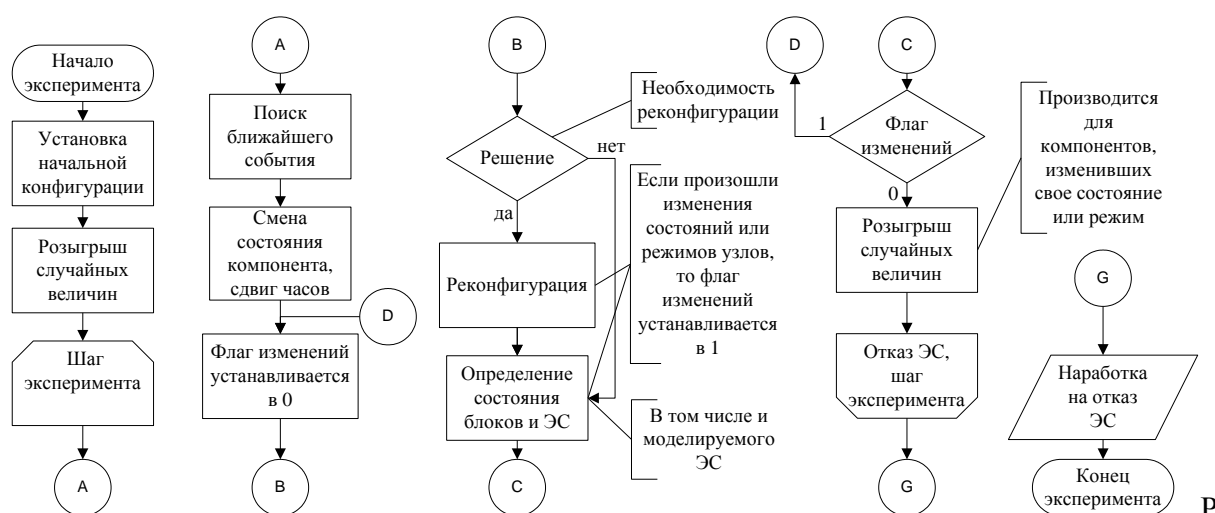 Начало
эксперимента
Установка
начальной
конфигурации
Розыгрыш
случайных
величин
Шаг
эксперимента
A
A
Поиск
ближайшего
события
Смена
состояния
компонента,
сдвиг часов
D
Флаг изменений
устанавливается
в 0
B
B
Необходимость
реконфигурации
Решение
нет
да
Реконфигурация
Если произошли
изменения
состояний или
режимов узлов,
то флаг
изменений
устанавливается
в 1
Определение
состояния
блоков и ЭС
В том числе и
моделируемого
ЭС
C
D
C
1
Флаг
изменений
0
Производится
для
компонентов,
изменивших
свое состояние
или режим
Розыгрыш
случайных
величин
Отказ ЭС,
шаг
эксперимента
G
G
Наработка
на отказ
ЭС
Конец
эксперимента
Р